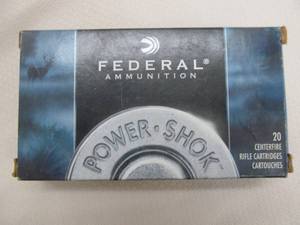 FEDERAL®
AMMUNITION
POWER·SHOK
20
CENTERFIRE
RIFLE CARTRIDGES
CARTOUCHES